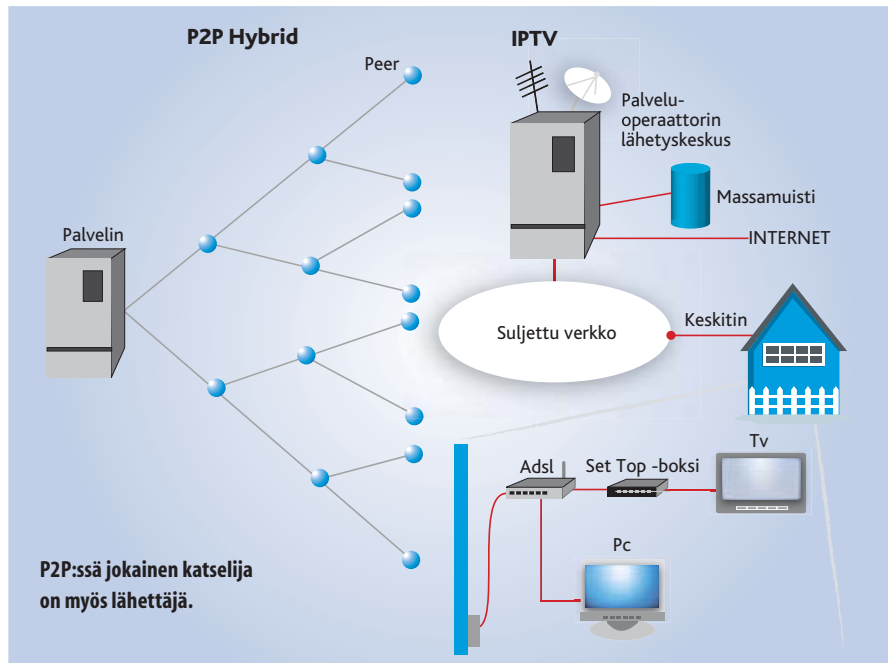 P2P Hybrid
Peer
Palvelin
P2P:ssä jokainen katselija
on myös lähettäjä.
IPTV
Palvelu-
operaattorin
lähetyskeskus
Massamuisti
INTERNET
Suljettu verkko
Keskitin
Adsl
Set Top -boksi
Tv
Pc